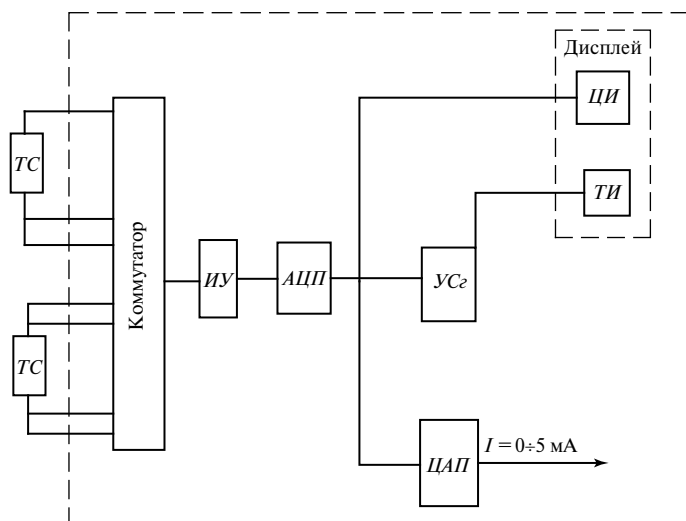 Дисплей
ЦИ
ТС
ТИ
Коммутатор
ИУ
АЦП
УСг
ТС
ЦАП
I = 0÷5 мА